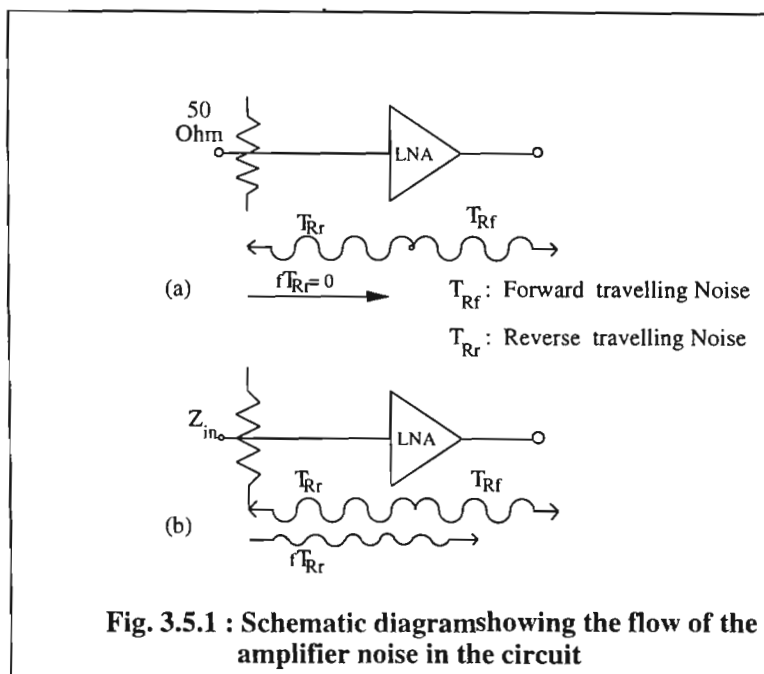 50
Ohm
LNA
T_Rr T_Rf
(a)
fT_Rr=0
T_Rf : Forward travelling Noise
T_Rr : Reverse travelling Noise
Z_in
LNA
T_Rr T_Rf
(b)
fT_Rr
Fig. 3.5.1 : Schematic diagramshowing the flow of the
amplifier noise in the circuit